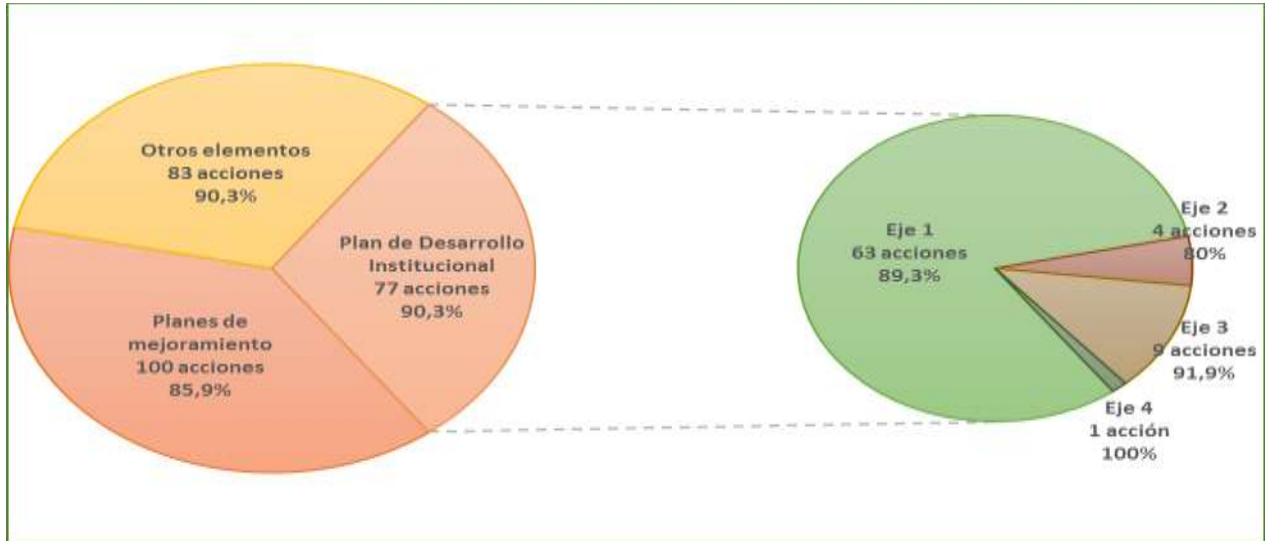 Otros elementos
83 acciones
90,3%
Plan de Desarrollo
Institucional
77 acciones
90,3%
Planes de
mejoramiento
100 acciones
85,9%
Eje 1
63 acciones
89,3%
Eje 2
4 acciones
80%
Eje 3
9 acciones
91,9%
Eje 4
1 acción
100%